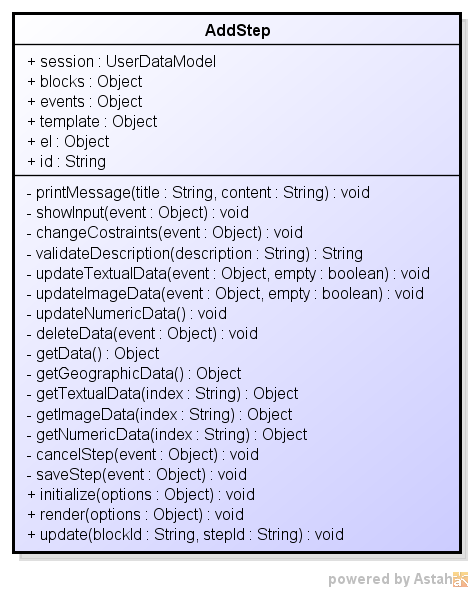 AddStep
+ session : UserDataModel
+ blocks : Object
+ events : Object
+ template : Object
+ el : Object
+ id : String
- printMessage(title : String, content : String) : void
- showInput(event : Object) : void
- changeCostraints(event : Object) : void
- validateDescription(description : String) : String
- updateTextualData(event : Object, empty : boolean) : void
- updateImageData(event : Object, empty : boolean) : void
- updateNumericData() : void
- deleteData(event : Object) : void
- getData() : Object
- getGeographicData() : Object
- getTextualData(index : String) : Object
- getImageData(index : String) : Object
- getNumericData(index : String) : Object
- cancelStep(event : Object) : void
- saveStep(event : Object) : void
+ initialize(options : Object) : void
+ render(options : Object) : void
+ update(blockId : String, stepId : String) : void
powered by Astah